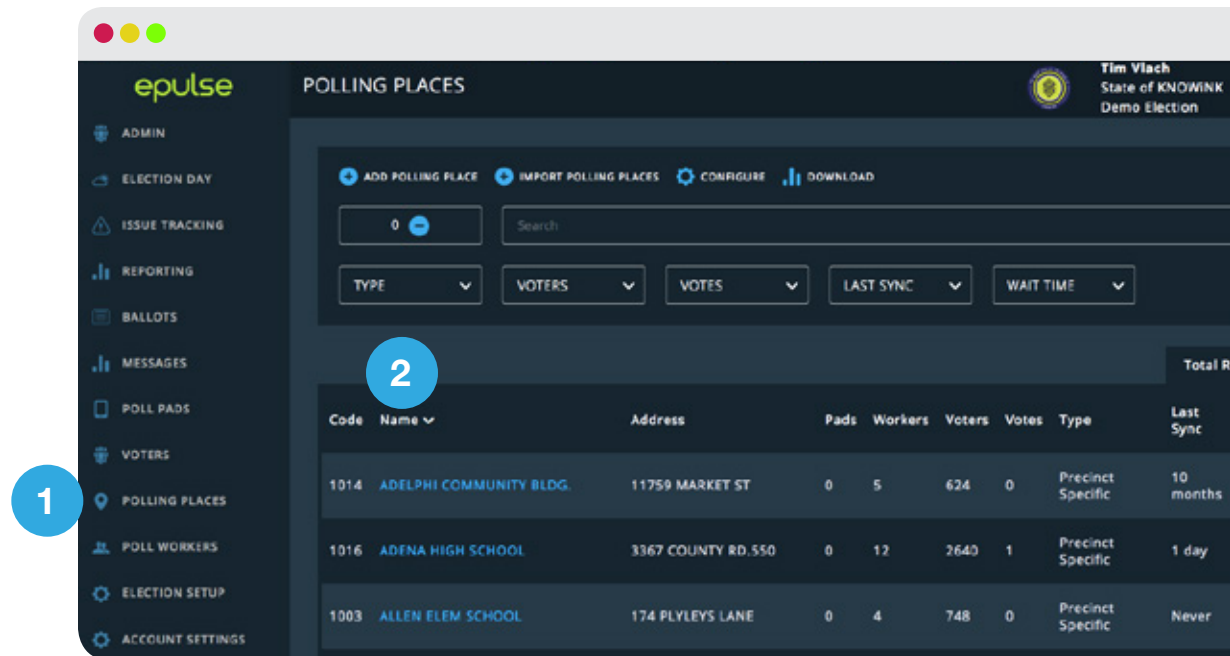 epulse
POLLING PLACES
Tim Vlach
State of KNOWiNK
Demo Election
ADMIN
ELECTION DAY
ISSUE TRACKING
REPORTING
BALLOTS
MESSAGES
POLL PADS
VOTERS
1
POLLING PLACES
POLL WORKERS
ELECTION SETUP
ACCOUNT SETTINGS
ADD POLLING PLACE IMPORT POLLING PLACES CONFIGURE DOWNLOAD
0 Search
TYPE VOTERS VOTES LAST SYNC WAIT TIME
2
Total R
Code Name Address Pads Workers Voters Votes Type Last Sync
1014 ADELPHI COMMUNITY BLDG. 11759 MARKET ST 0 5 624 0 Precinct Specific 10 months
1016 ADENA HIGH SCHOOL 3367 COUNTY RD.550 0 12 2640 1 Precinct Specific 1 day
1003 ALLEN ELEM SCHOOL 174 PLYLEYS LANE 0 4 748 0 Precinct Specific Never